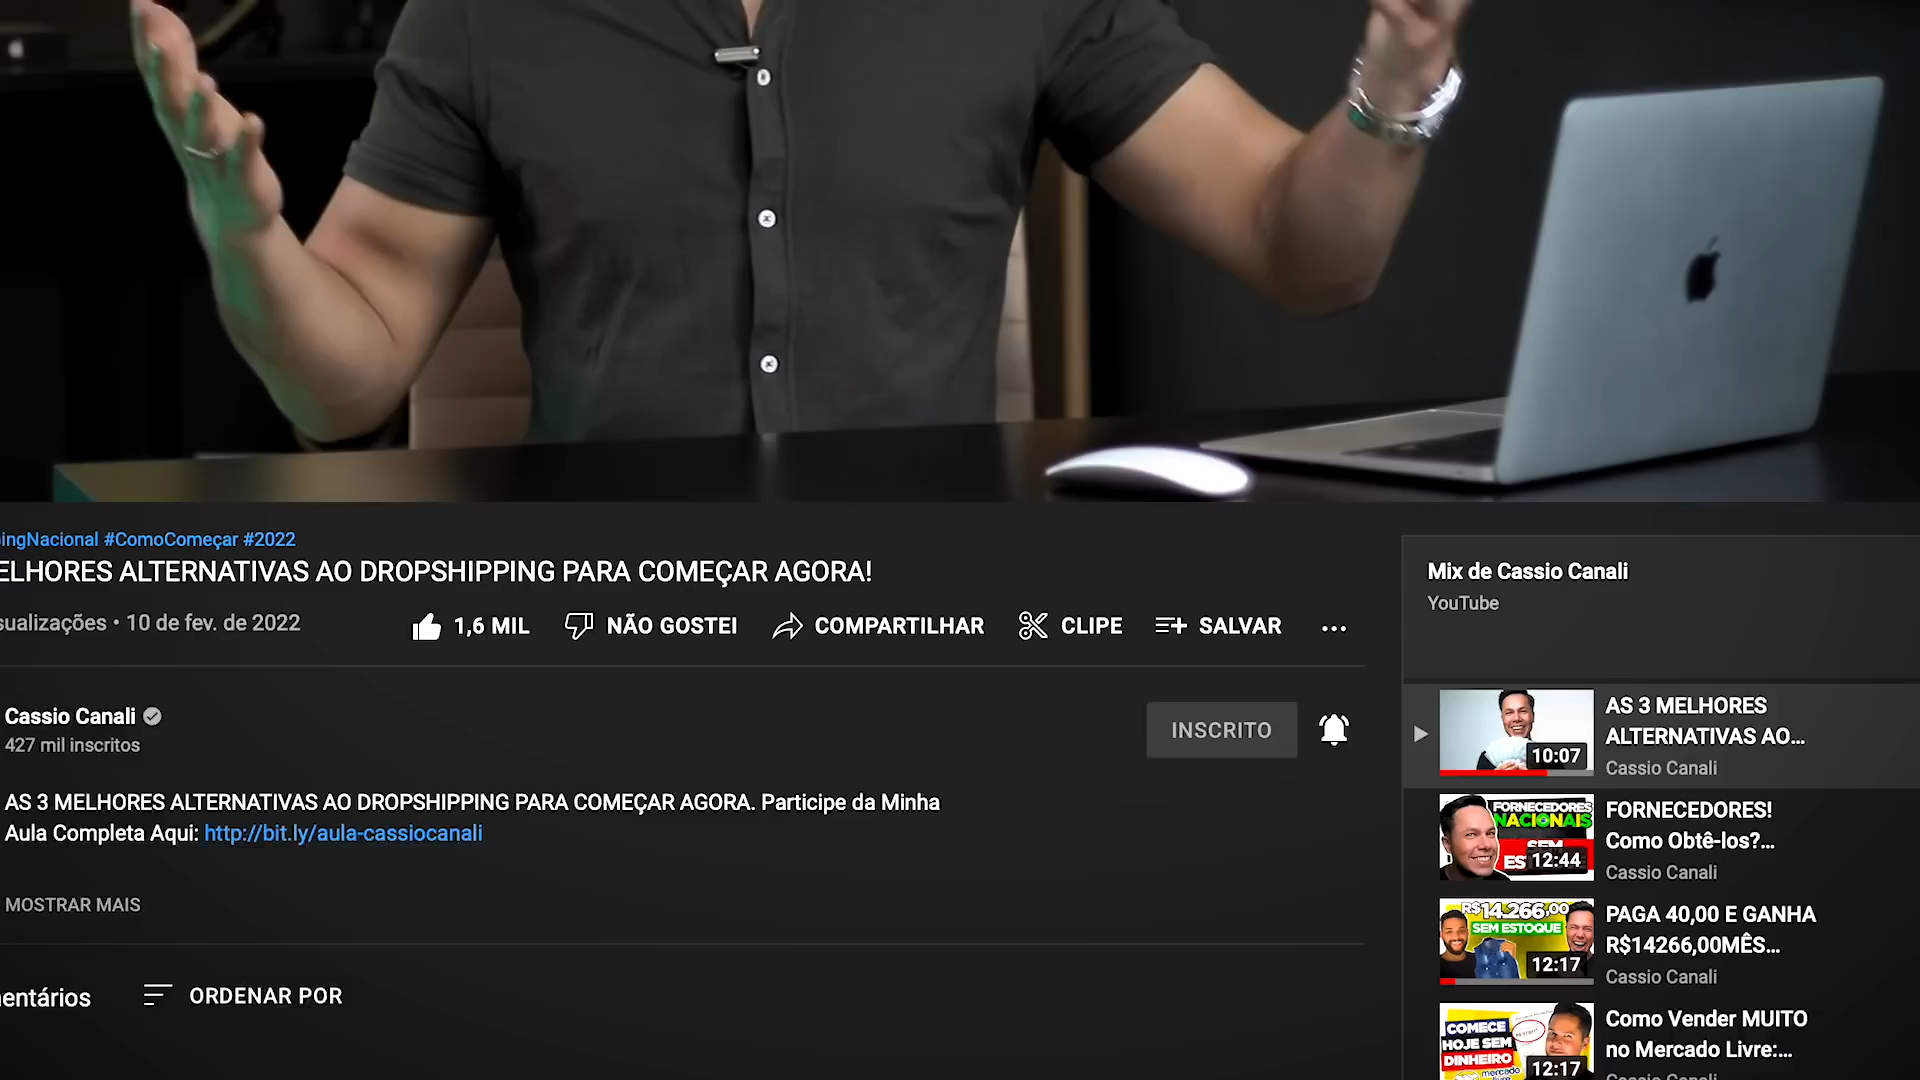 ingNacional #ComoComeçar #2022
ELHORES ALTERNATIVAS AO DROPSHIPPING PARA COMEÇAR AGORA!
sualizações • 10 de fev. de 2022
1,6 MIL
NÃO GOSTEI
COMPARTILHAR
CLIPE
SALVAR
Cassio Canali
427 mil inscritos
INSCRITO
AS 3 MELHORES ALTERNATIVAS AO DROPSHIPPING PARA COMEÇAR AGORA. Participe da Minha
Aula Completa Aqui: http://bit.ly/aula-cassiocanali
MOSTRAR MAIS
entários
ORDENAR POR
Mix de Cassio Canali
YouTube
10:07
AS 3 MELHORES
ALTERNATIVAS AO...
Cassio Canali
FORNECEDORES
NACIONAIS
SEM
ES
12:44
FORNECEDORES!
Como Obtê-los?...
Cassio Canali
R$14.266,00
SEM ESTOQUE
12:17
PAGA 40,00 E GANHA
R$14266,00MÊS...
Cassio Canali
COMECE
HOJE SEM
DINHEIRO
mercado
12:17
Como Vender MUITO
no Mercado Livre:...
Cassio Canali